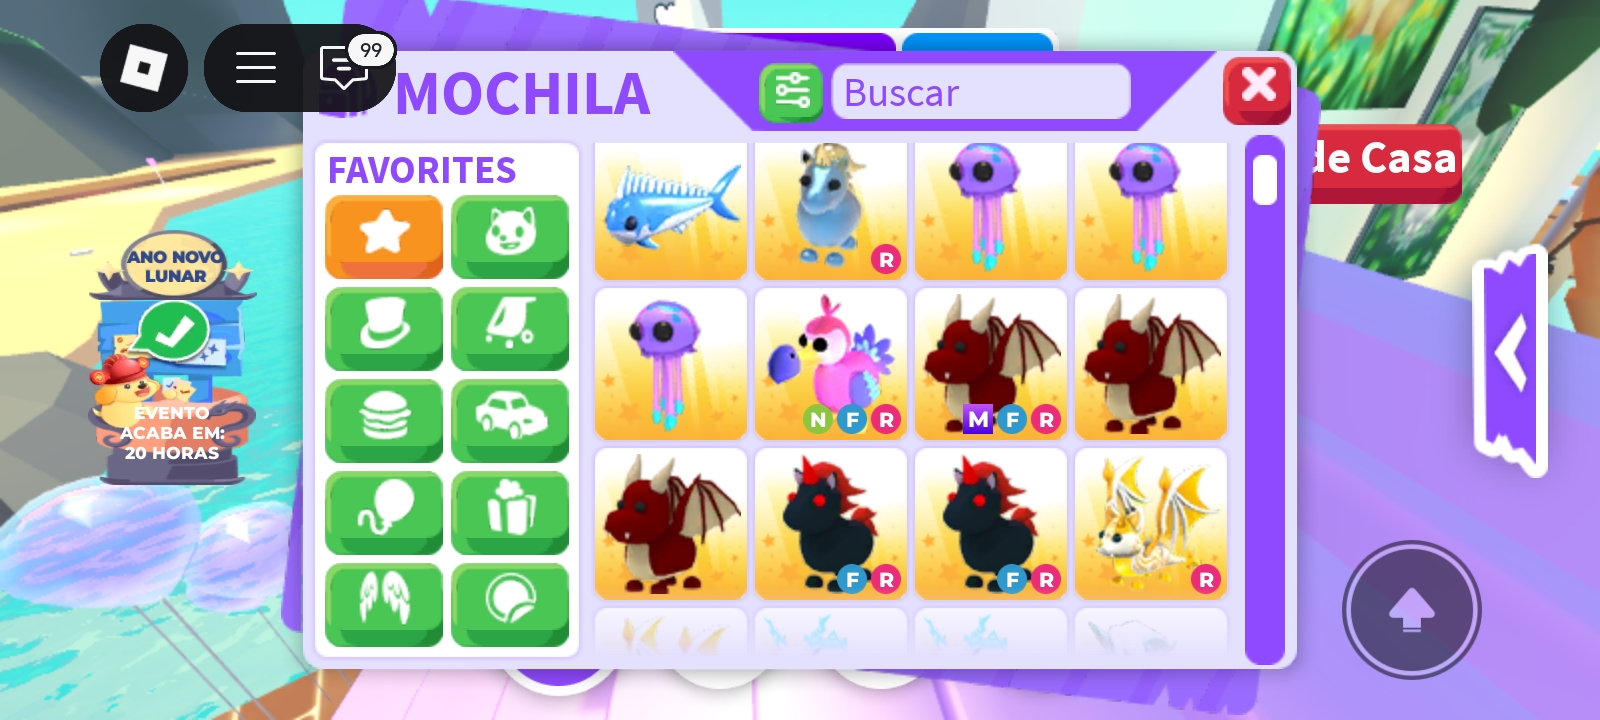 99
MOCHILA
Buscar
FAVORITES
de Casa
ANO NOVO
LUNAR
EVENTO
ACABA EM:
20 HORAS
R
N F R
M F R
F R
F R
R